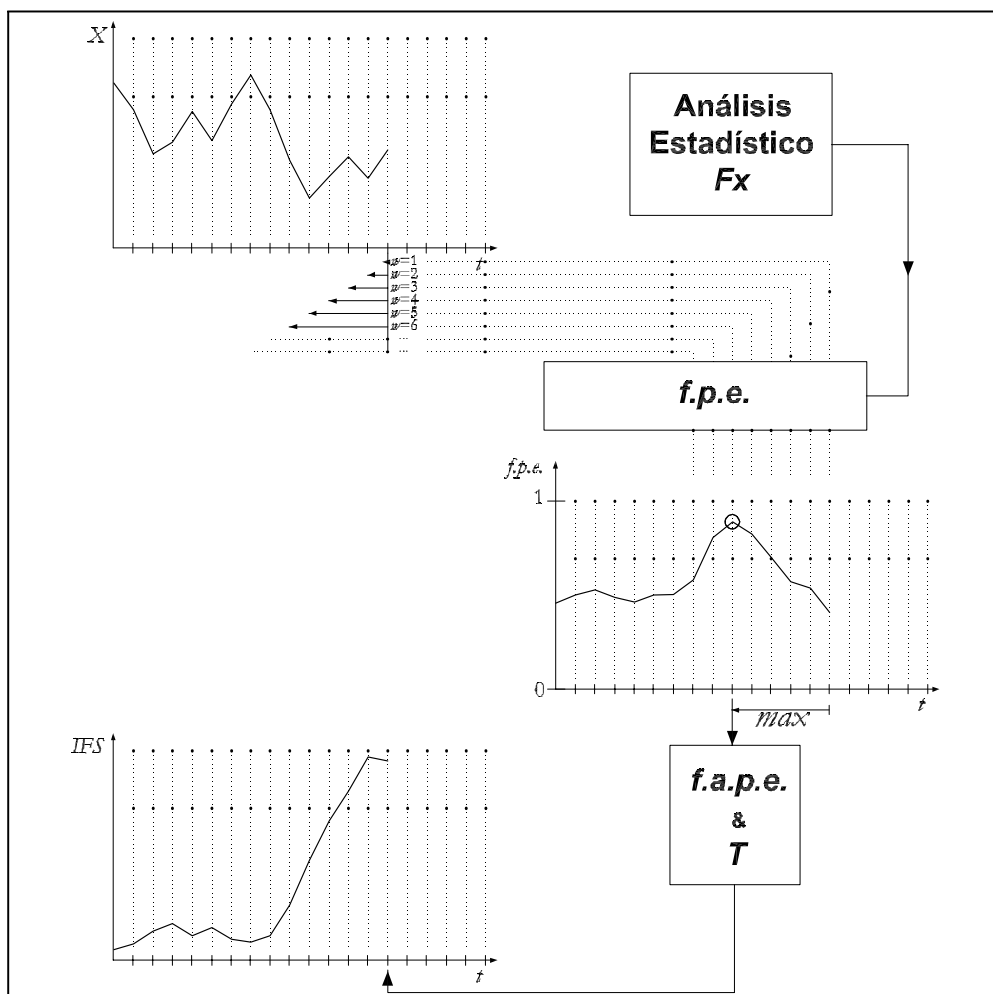 X
Análisis
Estadístico
Fx
t
w=1
w=2
w=3
w=4
w=5
w=6
...
...
f.p.e.
f.p.e.
1
0
t
max
IFS
f.a.p.e.
&
T
t